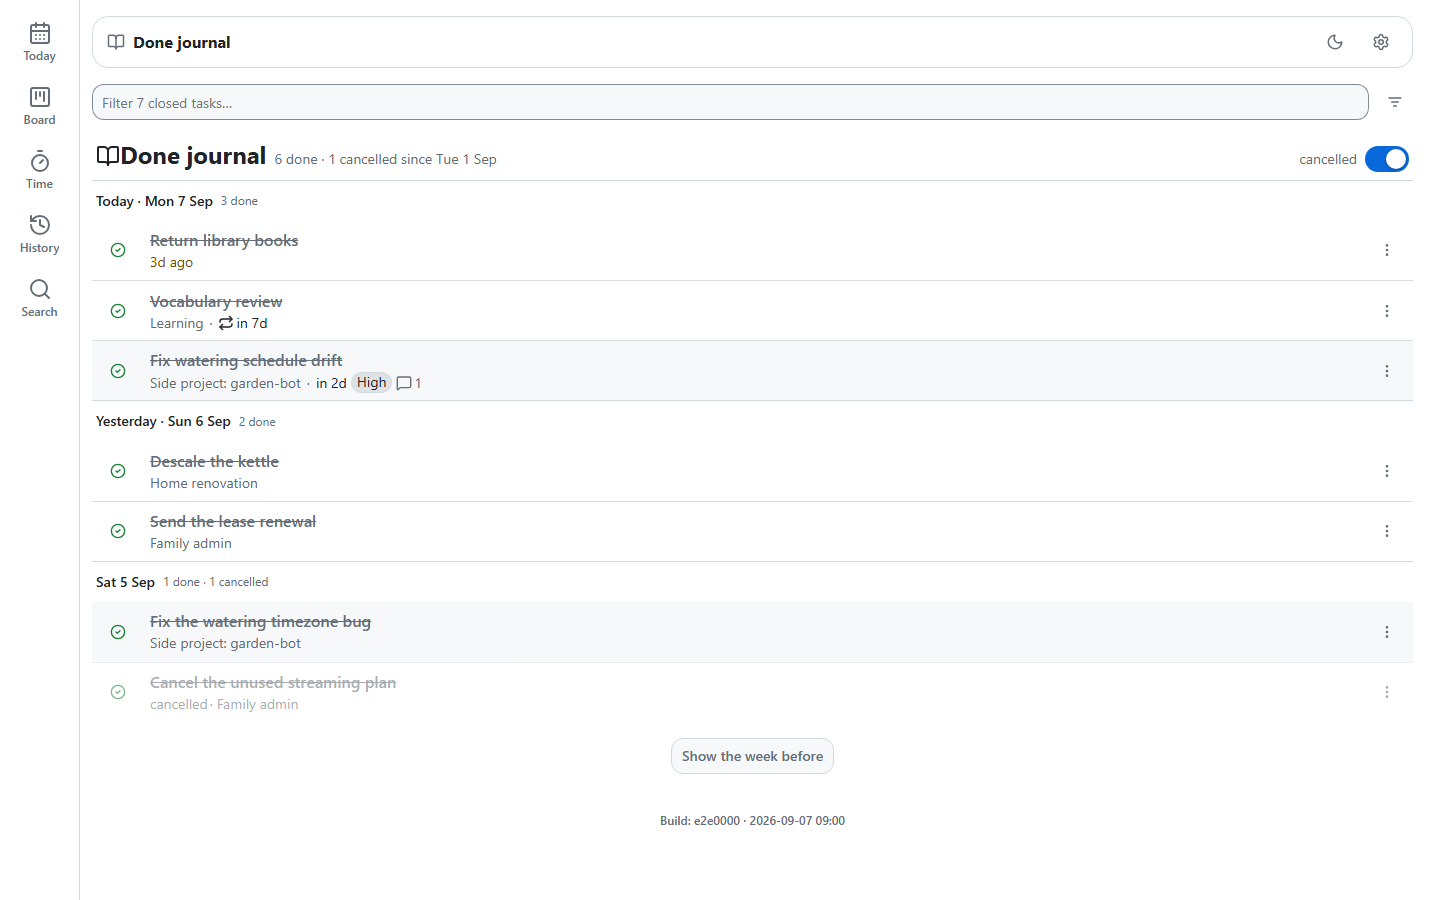 Today
Board
Time
History
Search
Done journal
Filter 7 closed tasks...
Done journal 6 done · 1 cancelled since Tue 1 Sep
cancelled
Today · Mon 7 Sep 3 done
Return library books
3d ago
Vocabulary review
Learning · in 7d
Fix watering schedule drift
Side project: garden-bot · in 2d High 1
Yesterday · Sun 6 Sep 2 done
Descale the kettle
Home renovation
Send the lease renewal
Family admin
Sat 5 Sep 1 done · 1 cancelled
Fix the watering timezone bug
Side project: garden-bot
Cancel the unused streaming plan
cancelled · Family admin
Show the week before
Build: e2e0000 · 2026-09-07 09:00